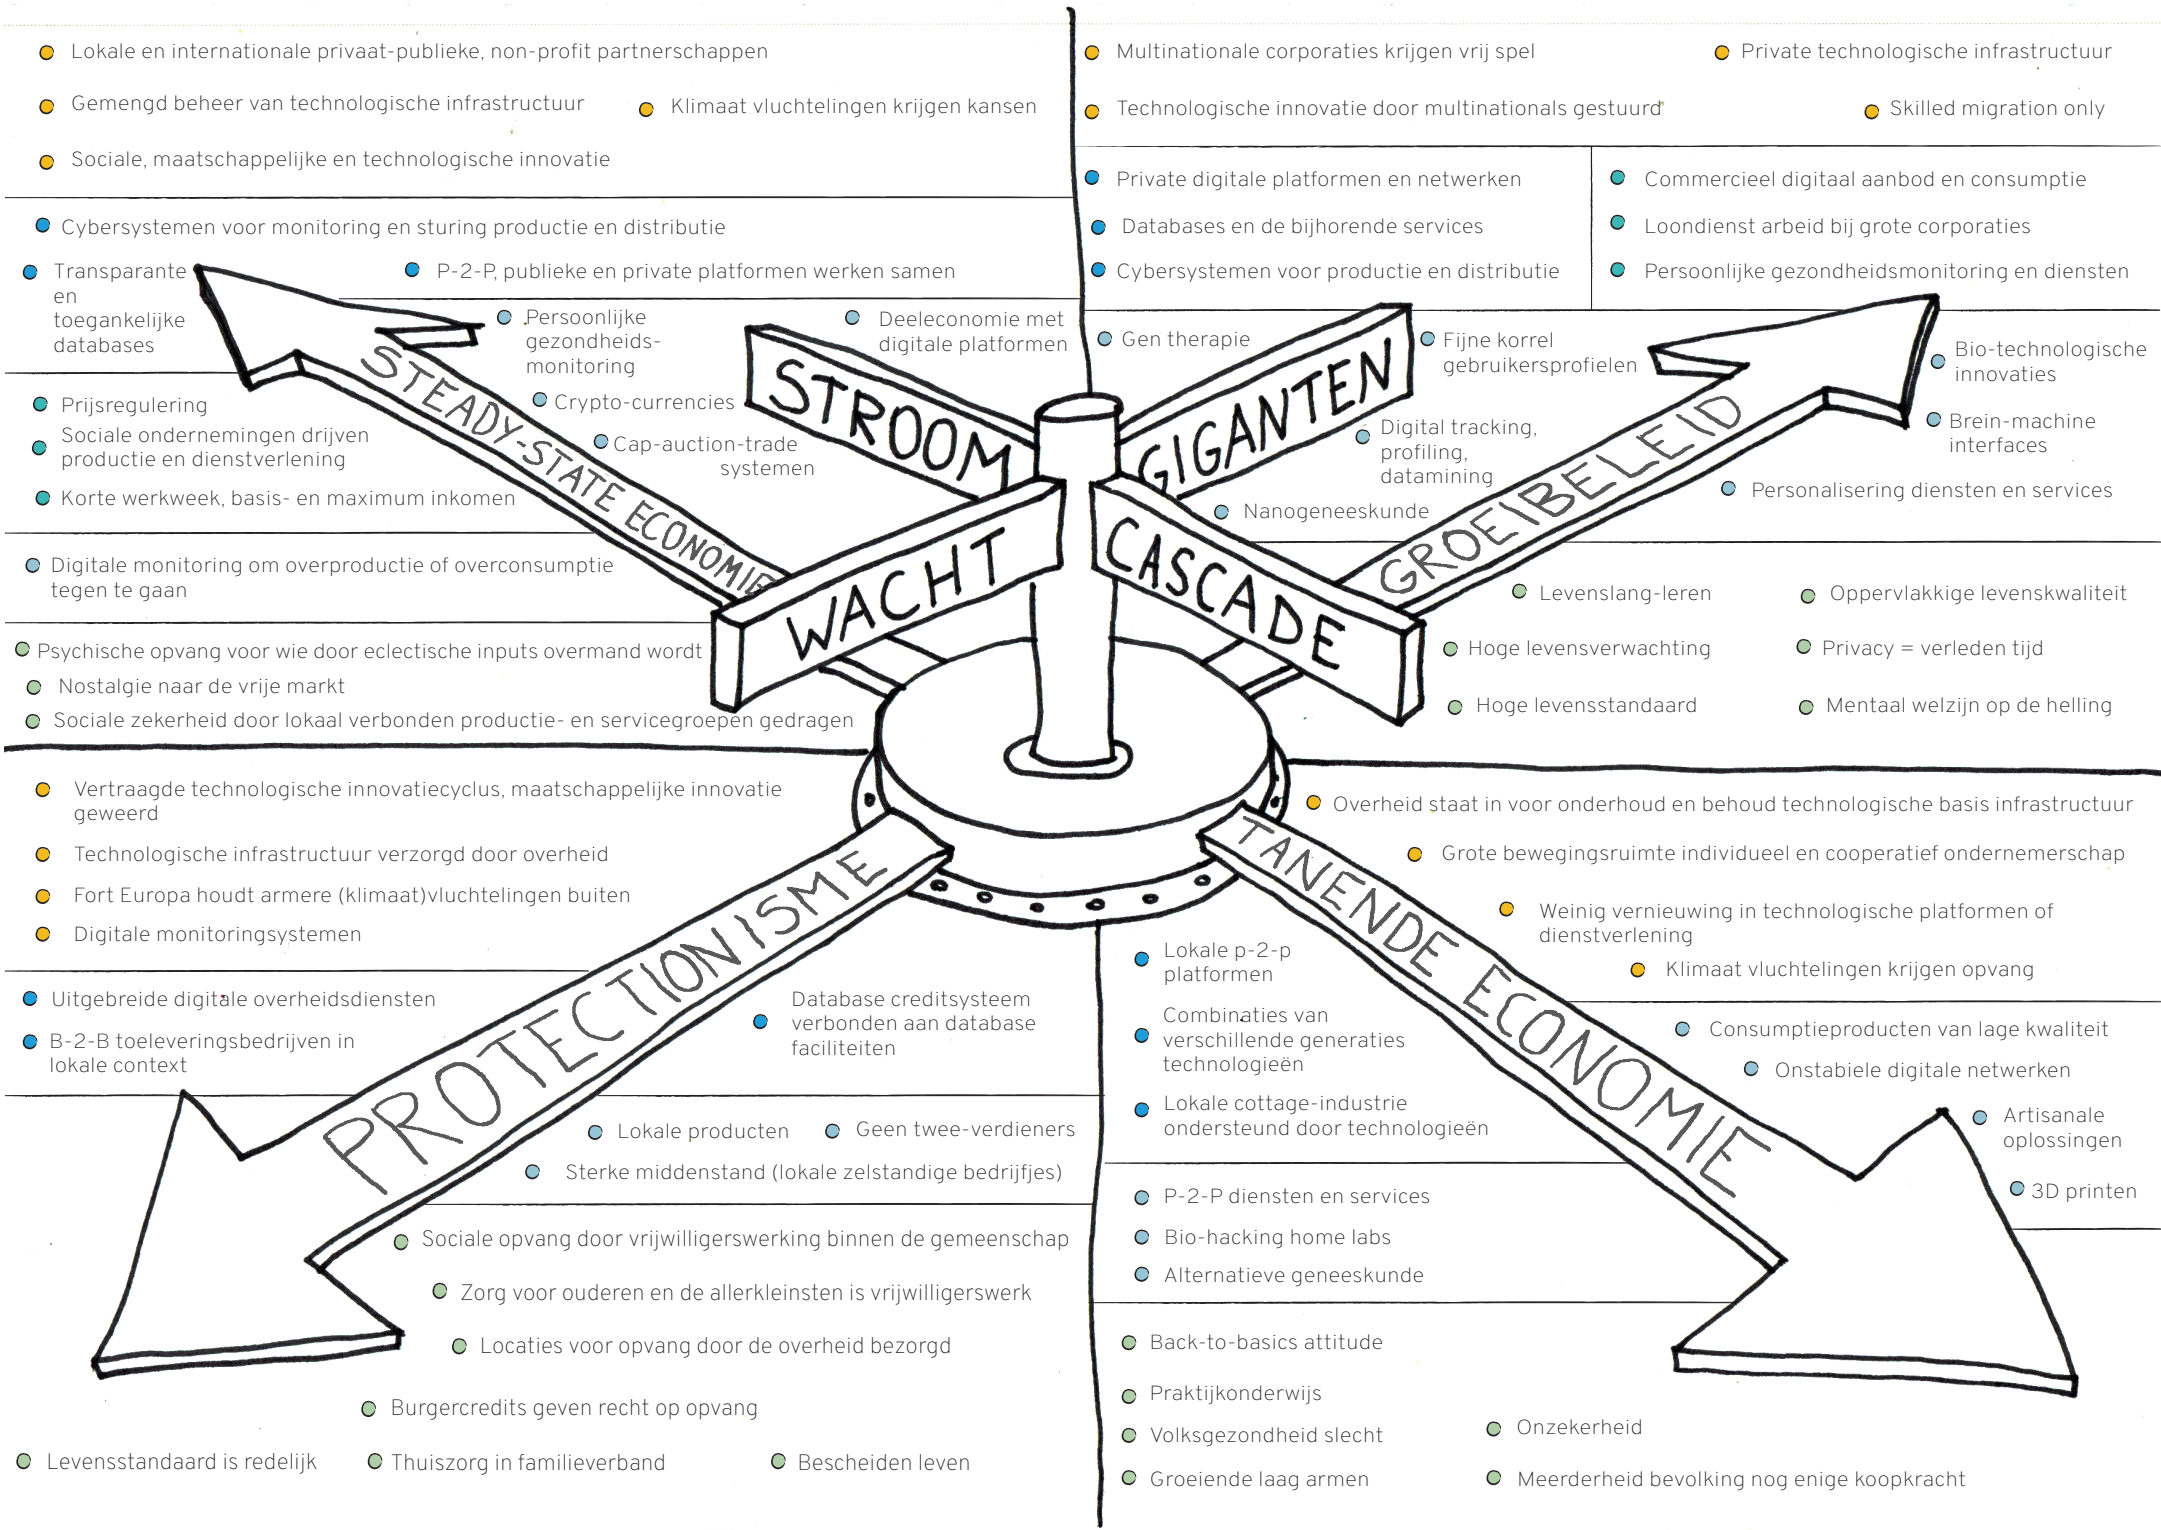 Lokale en internationale privaat-publieke, non-profit partnerschappen
Gemengd beheer van technologische infrastructuur
Klimaat vluchtelingen krijgen kansen
Sociale, maatschappelijke en technologische innovatie
Cybersystemen voor monitoring en sturing productie en distributie
Transparante
en
toegankelijke
databases
P-2-P, publieke en private platformen werken samen
Persoonlijke
gezondheids-
monitoring
Deeleconomie met
digitale platformen
Crypto-currencies
Cap-auction-trade
systemen
Prijsregulering
Sociale ondernemingen drijven
productie en dienstverlening
Korte werkweek, basis- en maximum inkomen
Digitale monitoring om overproductie of overconsumptie
tegen te gaan
Psychische opvang voor wie door eclectische inputs overmand wordt
Nostalgie naar de vrije markt
Sociale zekerheid door lokaal verbonden productie- en servicegroepen gedragen
STEADY-STATE ECONOMIE
STROOM
Multinationale corporaties krijgen vrij spel
Private technologische infrastructuur
Technologische innovatie door multinationals gestuurd
Skilled migration only
Private digitale platformen en netwerken
Databases en de bijhorende services
Cybersystemen voor productie en distributie
Commercieel digitaal aanbod en consumptie
Loondienst arbeid bij grote corporaties
Persoonlijke gezondheidsmonitoring en diensten
Gen therapie
Fijne korrel
gebruikersprofielen
Bio-technologische
innovaties
Digital tracking,
profiling,
datamining
Brein-machine
interfaces
Nanogeneeskunde
Personalisering diensten en services
Levenslang-leren
Oppervlakkige levenskwaliteit
Hoge levensverwachting
Privacy = verleden tijd
Hoge levensstandaard
Mentaal welzijn op de helling
GIGANTEN
GROEIBELEID
WACHT
CASCADE
Vertraagde technologische innovatiecyclus, maatschappelijke innovatie
geweerd
Technologische infrastructuur verzorgd door overheid
Fort Europa houdt armere (klimaat)vluchtelingen buiten
Digitale monitoringsystemen
Uitgebreide digitale overheidsdiensten
B-2-B toeleveringsbedrijven in
lokale context
Database creditsysteem
verbonden aan database
faciliteiten
PROTECTIONISME
Lokale producten
Geen twee-verdieners
Sterke middenstand (lokale zelstandige bedrijfjes)
Sociale opvang door vrijwilligerswerking binnen de gemeenschap
Zorg voor ouderen en de allerkleinsten is vrijwilligerswerk
Locaties voor opvang door de overheid bezorgd
Burgercredits geven recht op opvang
Levensstandaard is redelijk
Thuiszorg in familieverband
Bescheiden leven
Overheid staat in voor onderhoud en behoud technologische basis infrastructuur
Grote bewegingsruimte individueel en cooperatief ondernemerschap
Weinig vernieuwing in technologische platformen of
dienstverlening
Klimaat vluchtelingen krijgen opvang
TANENDE ECONOMIE
Lokale p-2-p
platformen
Combinaties van
verschillende generaties
technologieën
Lokale cottage-industrie
ondersteund door technologieën
Consumptieproducten van lage kwaliteit
Onstabiele digitale netwerken
Artisanale
oplossingen
3D printen
P-2-P diensten en services
Bio-hacking home labs
Alternatieve geneeskunde
Back-to-basics attitude
Praktijkonderwijs
Volksgezondheid slecht
Groeiende laag armen
Onzekerheid
Meerderheid bevolking nog enige koopkracht